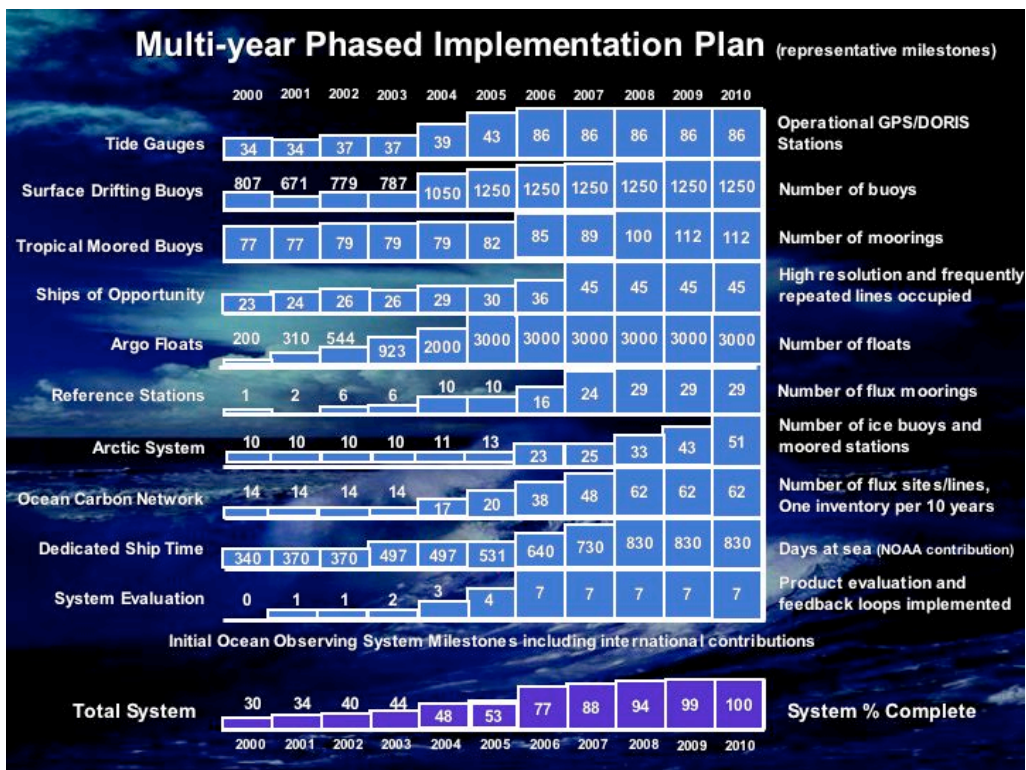 Multi-year Phased Implementation Plan (representative milestones)
2000 2001 2002 2003 2004 2005 2006 2007 2008 2009 2010
Tide Gauges 34 34 37 37 39 43 86 86 86 86 86 Operational GPS/DORIS
Stations
Surface Drifting Buoys 807 671 779 787 1050 1250 1250 1250 1250 1250 1250 Number of buoys
Tropical Moored Buoys 77 77 79 79 79 82 85 89 100 112 112 Number of moorings
Ships of Opportunity 23 24 26 26 29 30 36 45 45 45 45 High resolution and frequently
repeated lines occupied
Argo Floats 200 310 544 923 2000 3000 3000 3000 3000 3000 3000 Number of floats
Reference Stations 1 2 6 6 10 10 16 24 29 29 29 Number of flux moorings
Arctic System 10 10 10 10 11 13 23 25 33 43 51 Number of ice buoys and
moored stations
Ocean Carbon Network 14 14 14 14 17 20 38 48 62 62 62 Number of flux sites/lines,
One inventory per 10 years
Dedicated Ship Time 340 370 370 497 497 531 640 730 830 830 830 Days at sea (NOAA contribution)
System Evaluation 0 1 1 2 3 4 7 7 7 7 7 Product evaluation and
feedback loops implemented
Initial Ocean Observing System Milestones including international contributions
Total System 30 34 40 44 48 53 77 88 94 99 100 System % Complete
2000 2001 2002 2003 2004 2005 2006 2007 2008 2009 2010